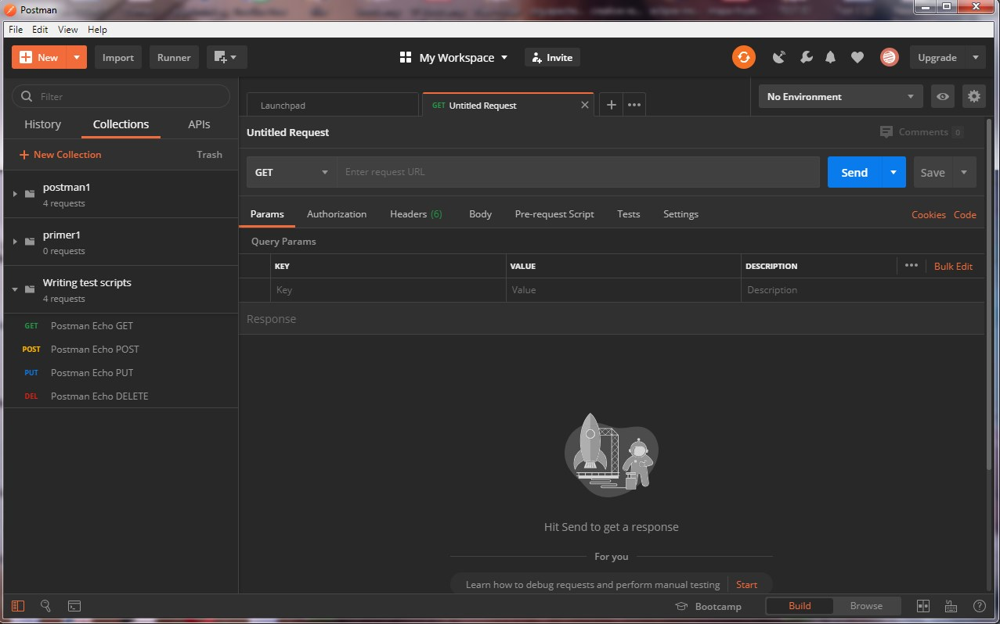 Postman
File Edit View Help
New Import Runner My Workspace Invite Upgrade
Filter
History Collections APIs
New Collection Trash
postman1
4 requests
primer1
0 requests
Writing test scripts
4 requests
GET Postman Echo GET
POST Postman Echo POST
PUT Postman Echo PUT
DEL Postman Echo DELETE
Launchpad GET Untitled Request No Environment
Untitled Request Comments 0
GET Enter request URL Send Save
Params Authorization Headers (6) Body Pre-request Script Tests Settings Cookies Code
Query Params
KEY VALUE DESCRIPTION Bulk Edit
Key Value Description
Response
Hit Send to get a response
For you
Learn how to debug requests and perform manual testing Start
Bootcamp Build Browse